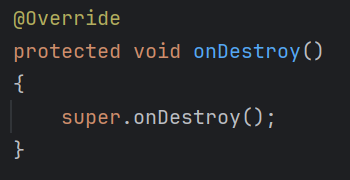 @Override
protected void onDestroy()
{
    super.onDestroy();
}